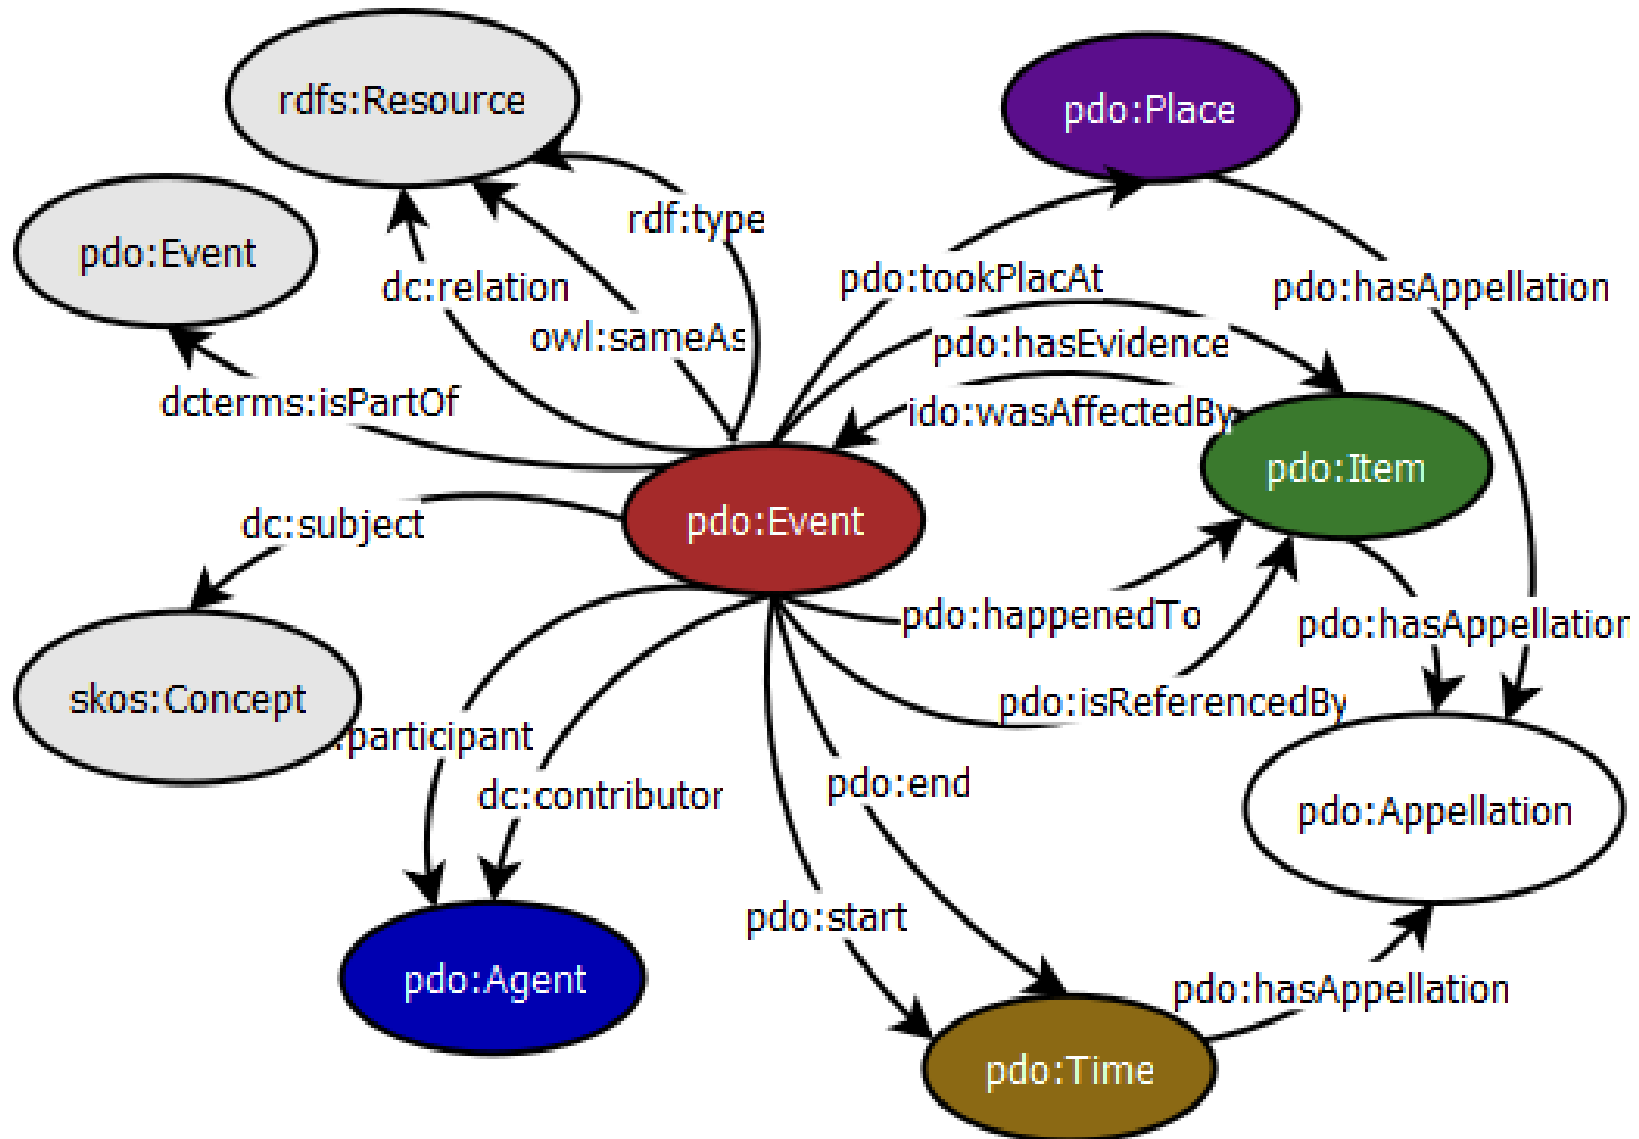 rdfs:Resource
pdo:Place
rdf:type
pdo:Event
dc:relation
pdo:tookPlacAt
pdo:hasAppellation
owl:sameAs
pdo:hasEvidence
dcterms:isPartOf
ido:wasAffectedBy
pdo:Item
dc:subject
pdo:Event
pdo:happenedTo
pdo:hasAppellation
skos:Concept
pdo:isReferencedBy
:participant
pdo:end
dc:contributor
pdo:Appellation
pdo:start
pdo:Agent
pdo:hasAppellation
pdo:Time